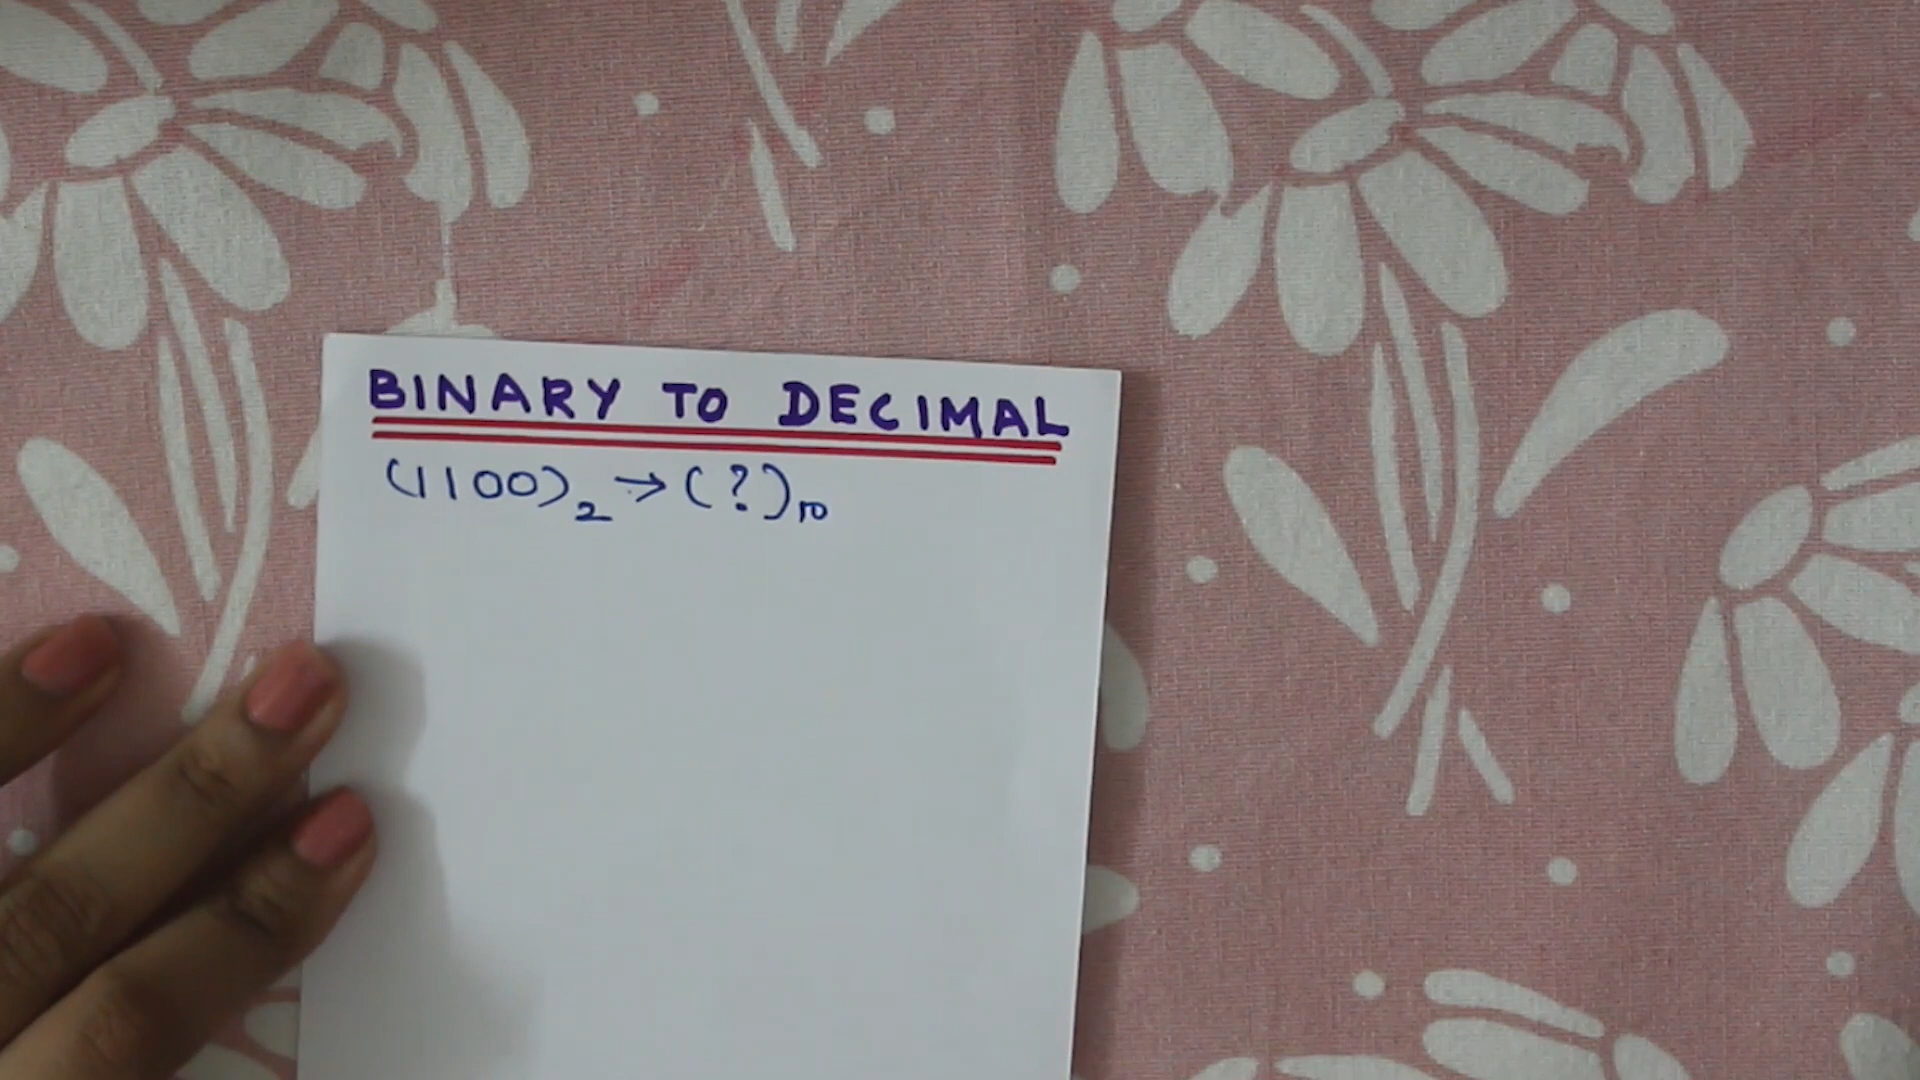 BINARY TO DECIMAL
(1100)₂ → (?)₁₀